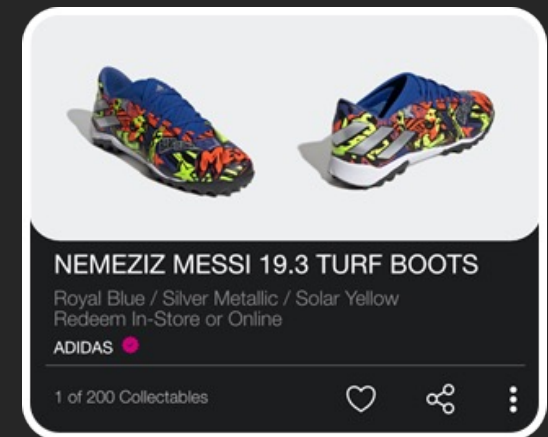 NEMEZIZ MESSI 19.3 TURF BOOTS
Royal Blue / Silver Metallic / Solar Yellow
Redeem In-Store or Online
ADIDAS
1 of 200 Collectables